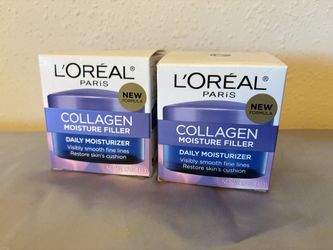 L'ORÉAL
PARIS
NEW
FORMULA
COLLAGEN
MOISTURE FILLER
DAILY MOISTURIZER
Visibly smooth fine lines
Restore skin's cushion
L'ORÉAL
PARIS
NEW
FORMULA
COLLAGEN
MOISTURE FILLER
DAILY MOISTURIZER
Visibly smooth fine lines
Restore skin's cushion